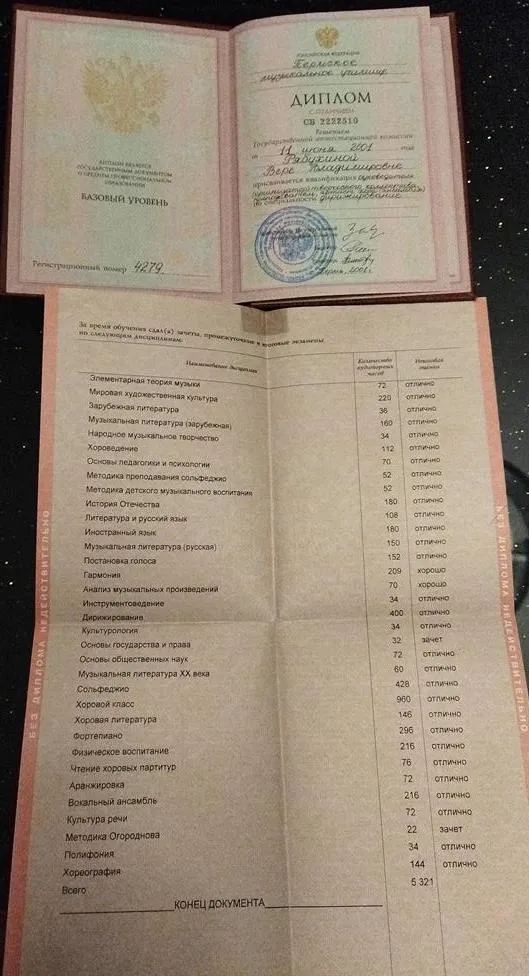 ДИПЛОМ ЯВЛЯЕТСЯ
ГОСУДАРСТВЕННЫМ ДОКУМЕНТОМ
О СРЕДНЕМ ПРОФЕССИОНАЛЬНОМ
ОБРАЗОВАНИИ
БАЗОВЫЙ УРОВЕНЬ
Регистрационный номер 4279
РОССИЙСКАЯ ФЕДЕРАЦИЯ
Пермское
музыкальное училище
ДИПЛОМ
С ОТЛИЧИЕМ
СБ 2222510
Решением
Государственной аттестационной комиссии
от 11 июня 2001 года
Рябухиной
Вере Владимировне
присваивается квалификация руководитель
творческого коллектива,
преподаватель,
по специальности дирижирование
Пермь, 2001 г.
За время обучения сдал(а) зачеты, промежуточные и итоговые экзамены
по следующим дисциплинам:
Наименование дисциплин Количество аудиторных часов Итоговая оценка
Элементарная теория музыки 72 отлично
Мировая художественная культура 220 отлично
Зарубежная литература 36 отлично
Музыкальная литература (зарубежная) 160 отлично
Народное музыкальное творчество 34 отлично
Хороведение 112 отлично
Основы педагогики и психологии 70 отлично
Методика преподавания сольфеджио 52 отлично
Методика детского музыкального воспитания 52 отлично
История Отечества 180 отлично
Литература и русский язык 108 отлично
Иностранный язык 180 отлично
Музыкальная литература (русская) 150 отлично
Постановка голоса 152 отлично
Гармония 209 хорошо
Анализ музыкальных произведений 70 хорошо
Инструментоведение 34 отлично
Дирижирование 400 отлично
Культурология 34 отлично
Основы государства и права 32 зачет
Основы общественных наук 72 отлично
Музыкальная литература XX века 60 отлично
Сольфеджио 428 отлично
Хоровой класс 960 отлично
Хоровая литература 146 отлично
Фортепиано 296 отлично
Физическое воспитание 216 отлично
Чтение хоровых партитур 76 отлично
Аранжировка 72 отлично
Вокальный ансамбль 216 отлично
Культура речи 72 отлично
Методика Огороднова 22 зачет
Полифония 34 отлично
Хореография 144 отлично
Всего 5 321
КОНЕЦ ДОКУМЕНТА
БЕЗ ДИПЛОМА НЕДЕЙСТВИТЕЛЬНО
БЕЗ ДИПЛОМА НЕДЕЙСТВИТЕЛЬНО